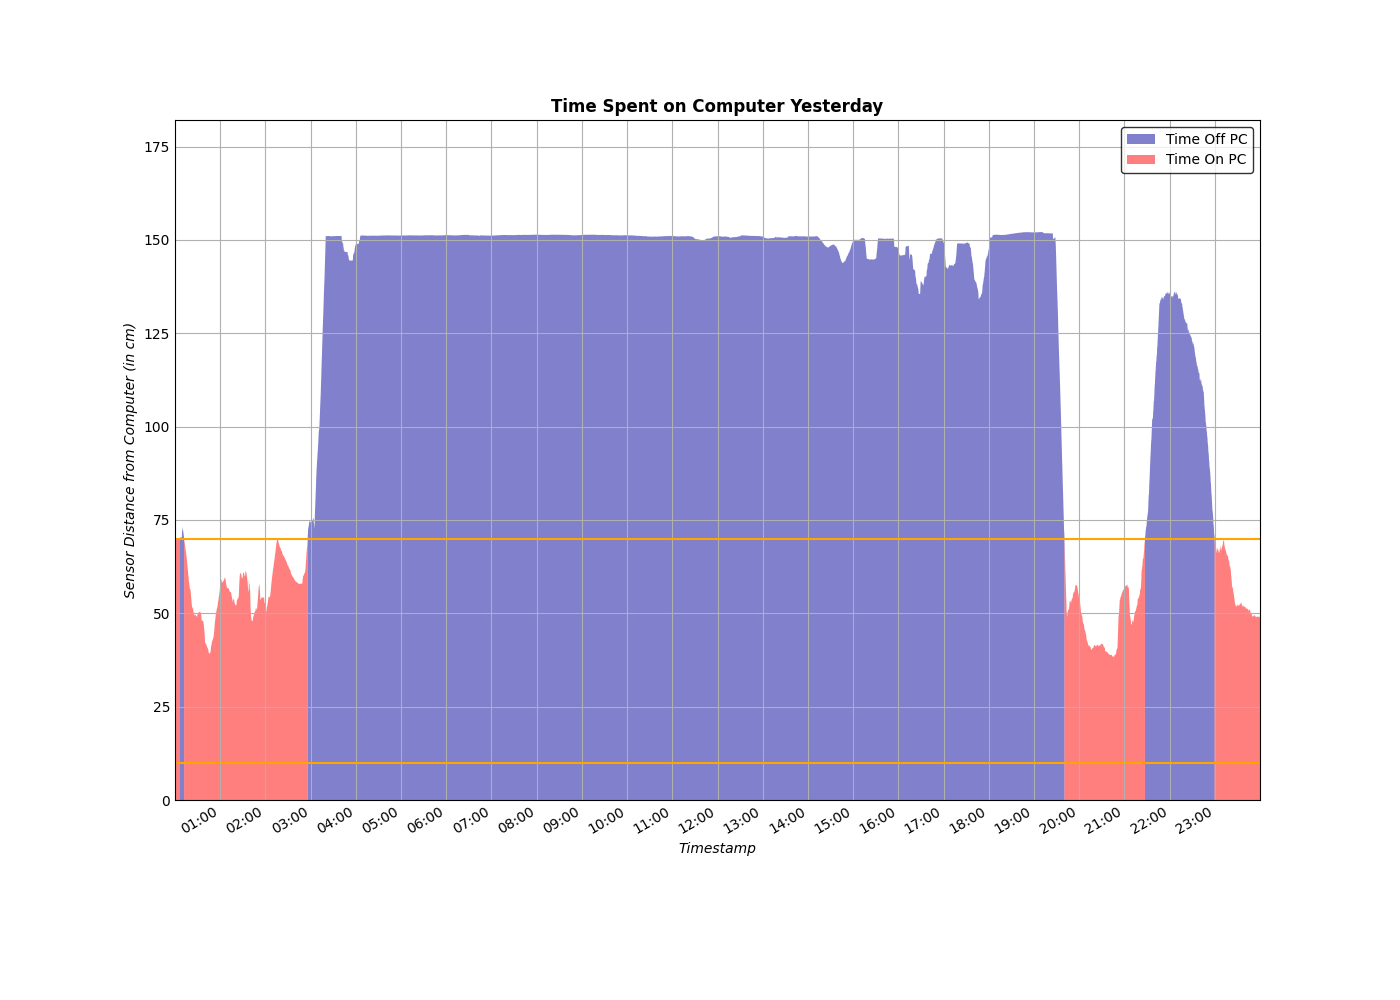 Time Spent on Computer Yesterday
Time Off PC
Time On PC
175
150
125
100
75
50
25
0
Sensor Distance from Computer (in cm)
01:00 02:00 03:00 04:00 05:00 06:00 07:00 08:00 09:00 10:00 11:00 12:00 13:00 14:00 15:00 16:00 17:00 18:00 19:00 20:00 21:00 22:00 23:00
Timestamp